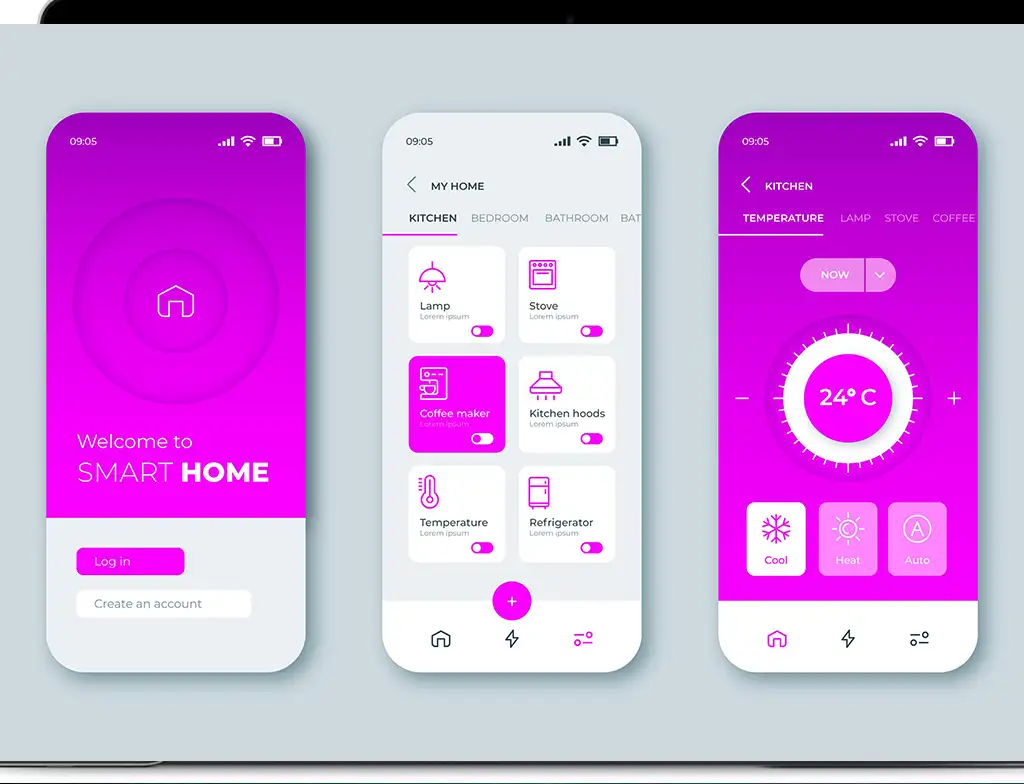 09:05
Welcome to
SMART HOME
Log in
Create an account
09:05
MY HOME
KITCHEN BEDROOM BATHROOM BAT
Lamp
Lorem ipsum
Stove
Lorem ipsum
Coffee maker
Lorem ipsum
Kitchen hoods
Lorem ipsum
Temperature
Lorem ipsum
Refrigerator
Lorem ipsum
+
09:05
KITCHEN
TEMPERATURE LAMP STOVE COFFEE
NOW
− 24° C +
Cool
Heat
A
Auto